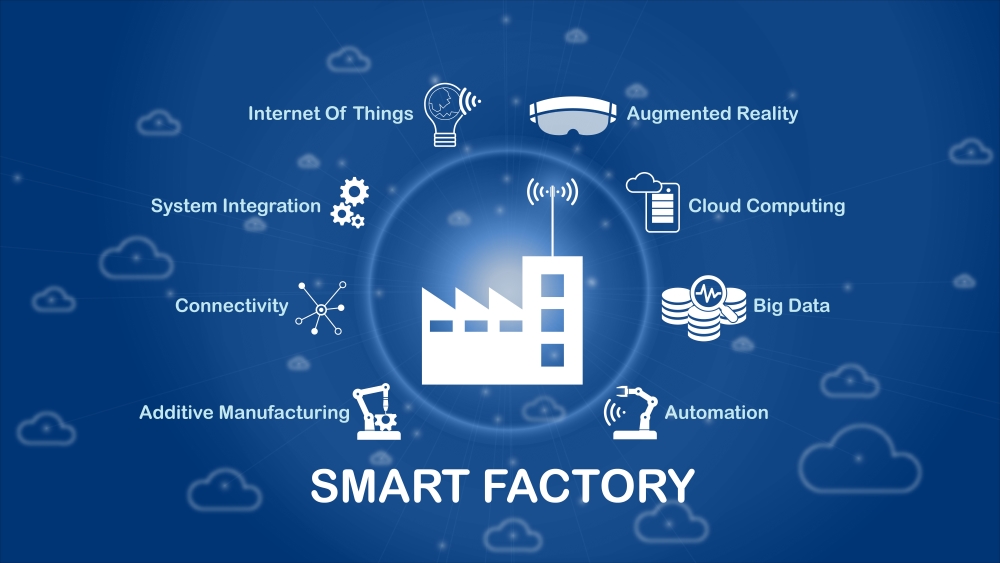 Internet Of Things
Augmented Reality
System Integration
Cloud Computing
Connectivity
Big Data
Additive Manufacturing
Automation
SMART FACTORY